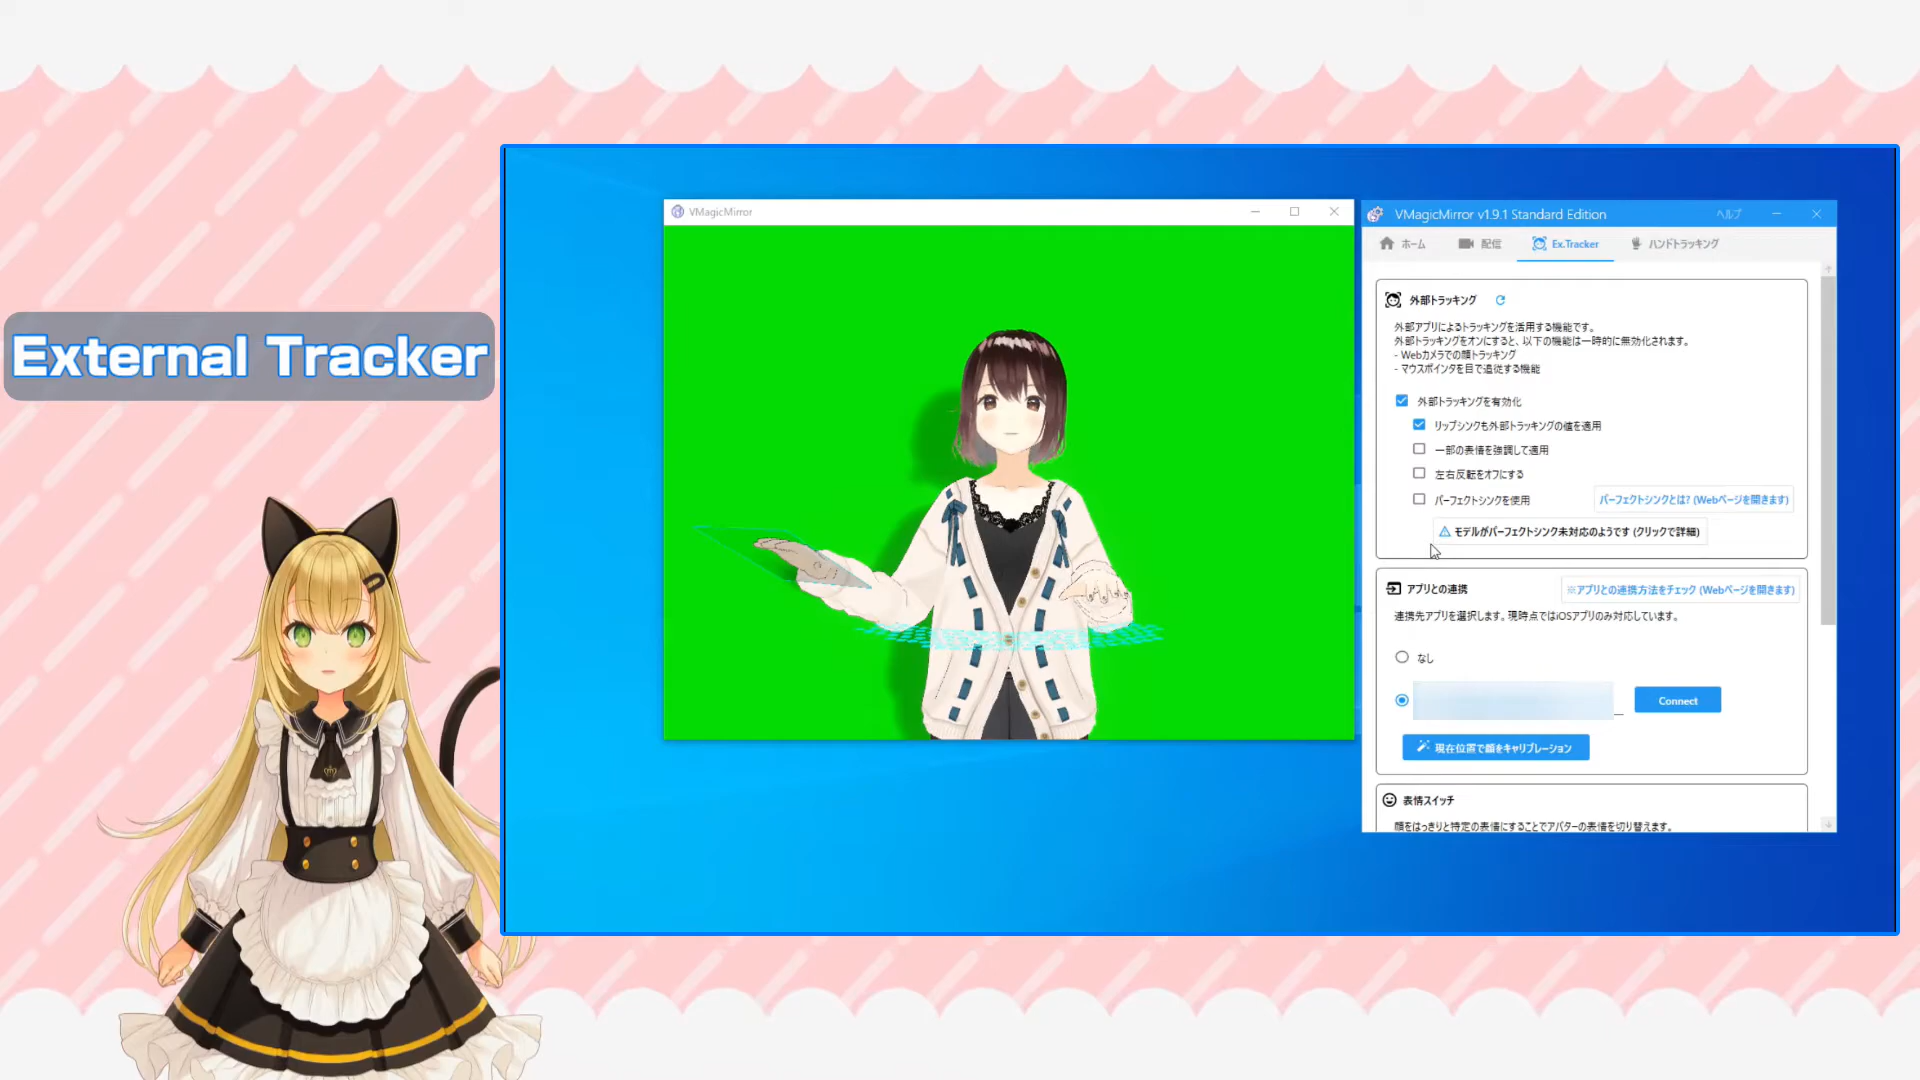 External Tracker
VMagicMirror
VMagicMirror v1.9.1 Standard Edition
ヘルプ
ホーム
配信
Ex.Tracker
ハンドトラッキング
外部トラッキング
外部アプリによるトラッキングを活用する機能です。
外部トラッキングをオンにすると、以下の機能は一時的に無効化されます。
- Webカメラでの顔トラッキング
- マウスポインタを目で追従する機能
外部トラッキングを有効化
リップシンクも外部トラッキングの値を適用
一部の表情を強調して適用
左右反転をオフにする
パーフェクトシンクを使用
パーフェクトシンクとは? (Webページを開きます)
モデルがパーフェクトシンク未対応のようです (クリックで詳細)
アプリとの連携
※アプリとの連携方法をチェック (Webページを開きます)
連携先アプリを選択します。現時点ではiOSアプリのみ対応しています。
なし
Connect
現在位置で顔をキャリブレーション
表情スイッチ
顔をはっきりと特定の表情にすることでアバターの表情を切り替えます。